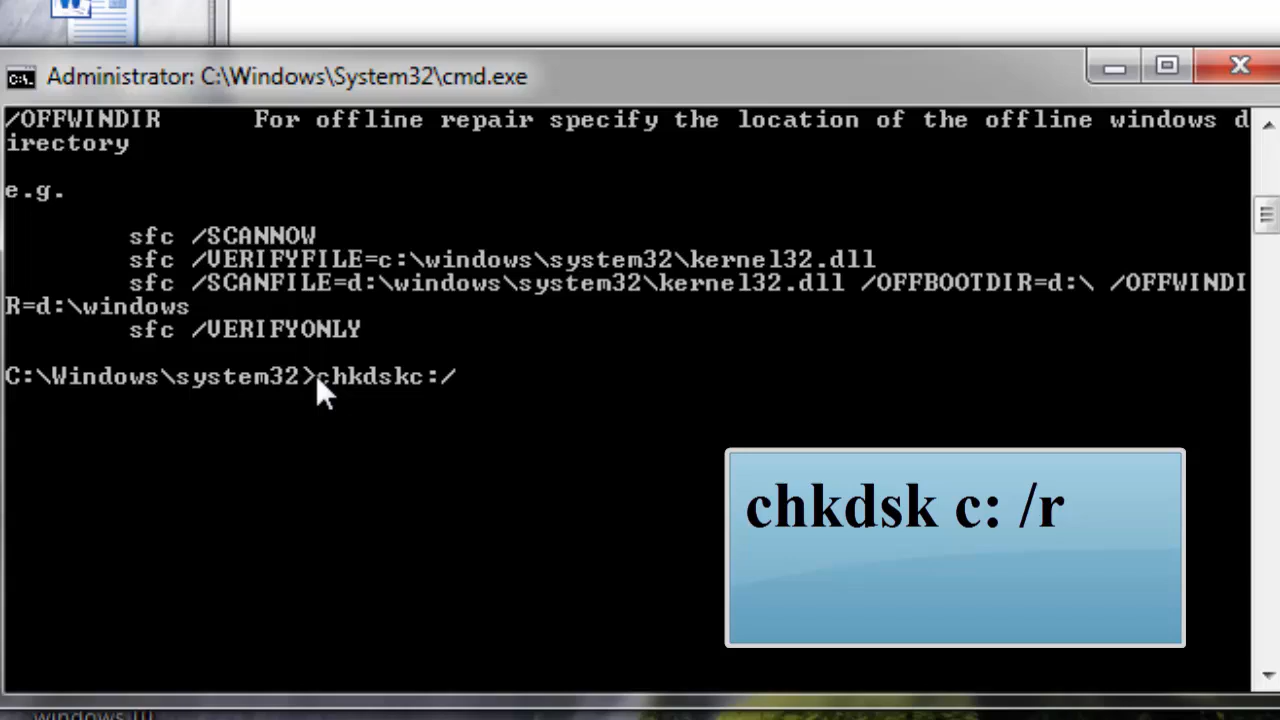 W
Administrator: C:\Windows\System32\cmd.exe
/OFFWINDIR      For offline repair specify the location of the offline windows d
irectory
e.g.
sfc /SCANNOW
sfc /VERIFYFILE=c:\windows\system32\kernel32.dll
sfc /SCANFILE=d:\windows\system32\kernel32.dll /OFFBOOTDIR=d:\ /OFFWINDI
R=d:\windows
sfc /VERIFYONLY
C:\Windows\system32>chkdskc:/
chkdsk c: /r